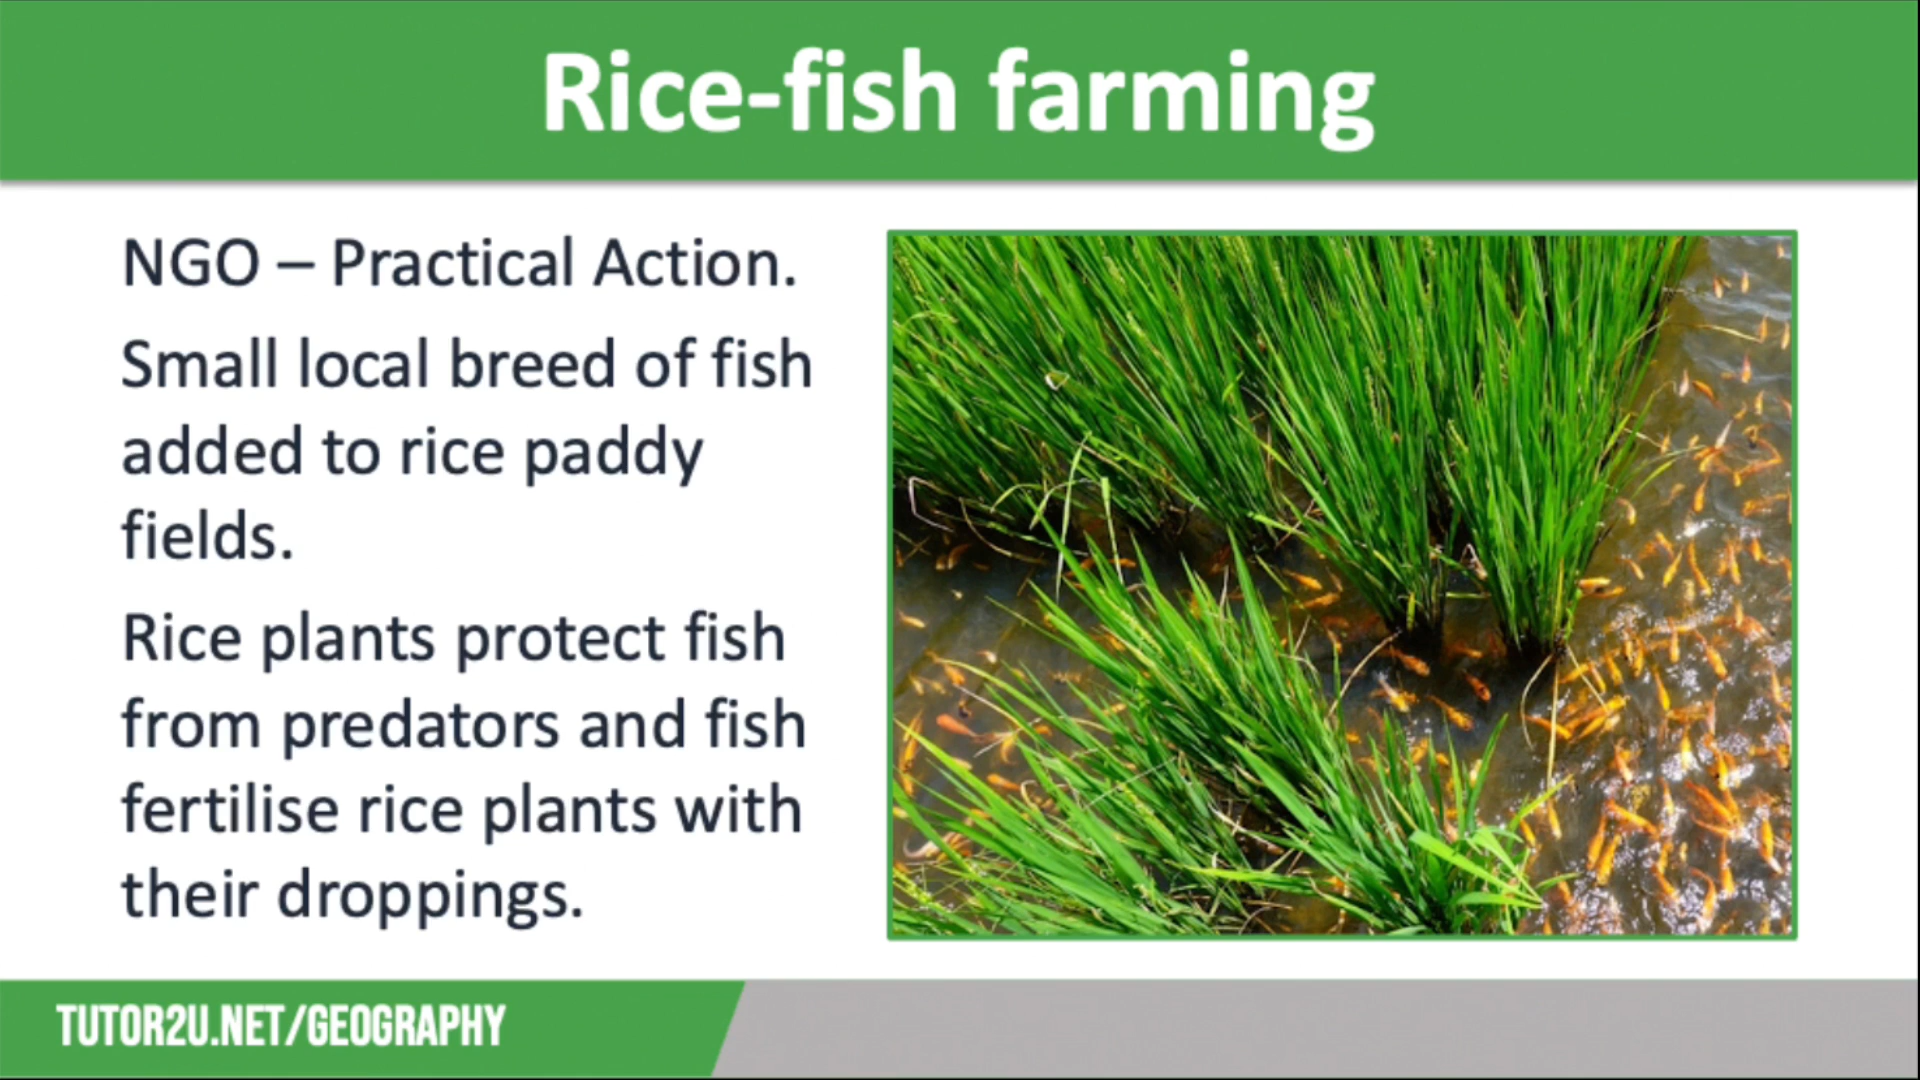 Rice-fish farming
NGO – Practical Action.
Small local breed of fish
added to rice paddy
fields.
Rice plants protect fish
from predators and fish
fertilise rice plants with
their droppings.
TUTOR2U.NET/GEOGRAPHY